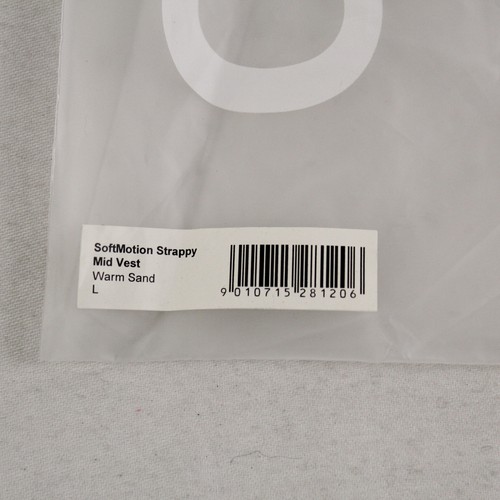 SoftMotion Strappy
Mid Vest
Warm Sand
L
9 010715 281206